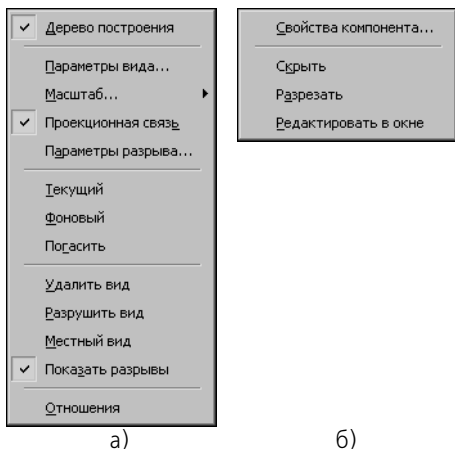 Дерево построения
Параметры вида...
Масштаб...
Проекционная связь
Параметры разрыва...
Текущий
Фоновый
Погасить
Удалить вид
Разрушить вид
Местный вид
Показать разрывы
Отношения
а)
Свойства компонента...
Скрыть
Разрезать
Редактировать в окне
б)